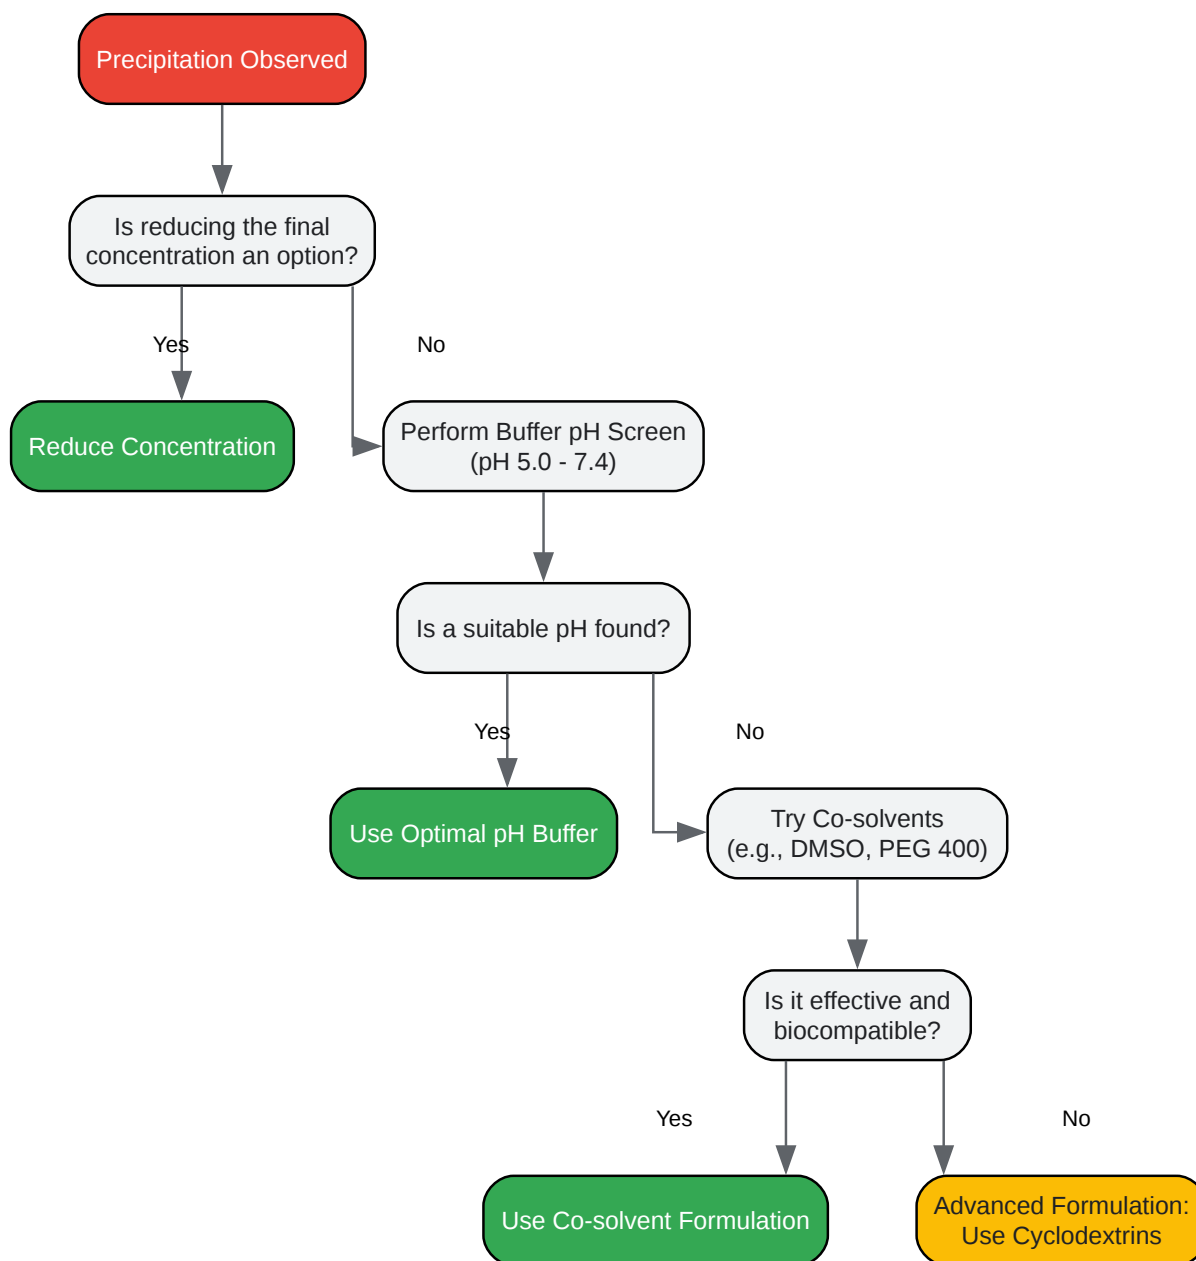 Precipitation Observed
Is reducing the final
concentration an option?
Yes
No
Reduce Concentration
Perform Buffer pH Screen
(pH 5.0 - 7.4)
Is a suitable pH found?
Yes
No
Use Optimal pH Buffer
Try Co-solvents
(e.g., DMSO, PEG 400)
Is it effective and
biocompatible?
Yes
No
Use Co-solvent Formulation
Advanced Formulation:
Use Cyclodextrins